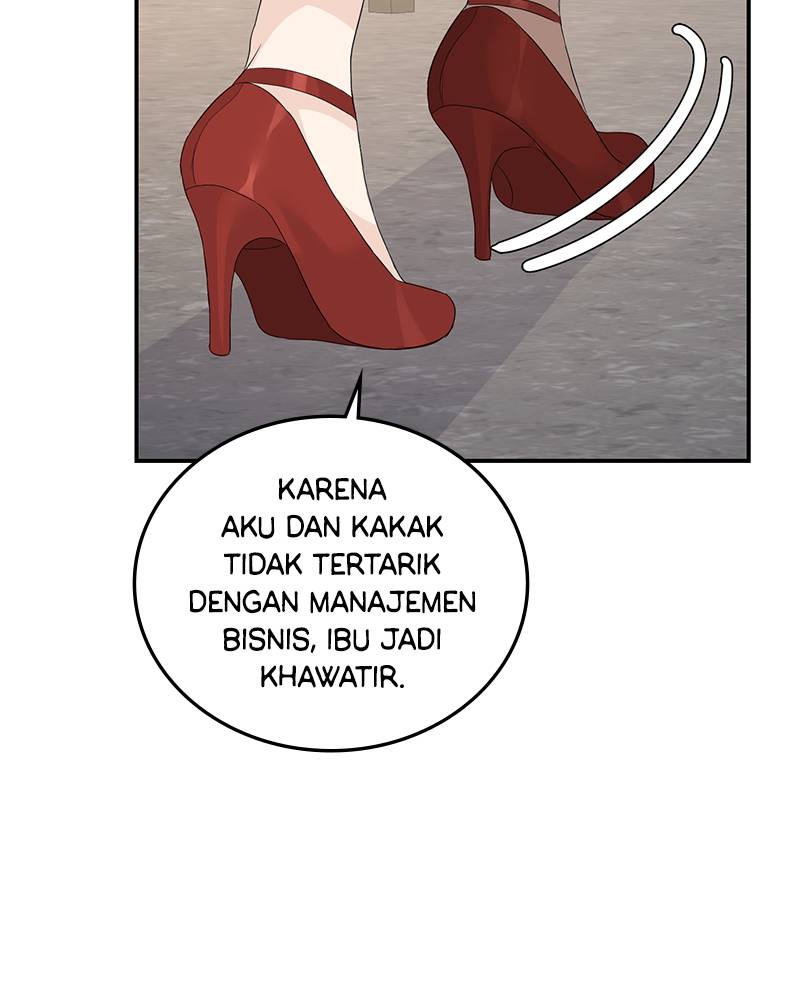 KARENA
AKU DAN KAKAK
TIDAK TERTARIK
DENGAN MANAJEMEN
BISNIS, IBU JADI
KHAWATIR.